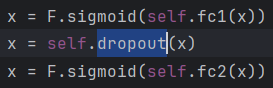 x = F.sigmoid(self.fc1(x))
x = self.dropout(x)
x = F.sigmoid(self.fc2(x))